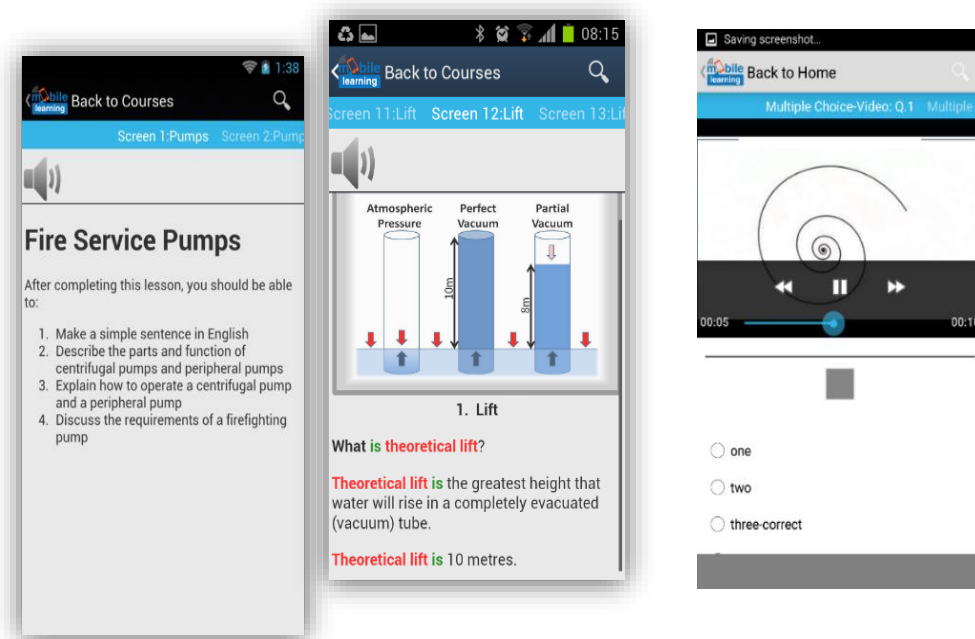 1:38
mobile
learning
Back to Courses
Screen 1:Pumps Screen 2:Pump
Fire Service Pumps
After completing this lesson, you should be able
to:
1. Make a simple sentence in English
2. Describe the parts and function of
centrifugal pumps and peripheral pumps
3. Explain how to operate a centrifugal pump
and a peripheral pump
4. Discuss the requirements of a firefighting
pump
08:15
mobile
learning
Back to Courses
Screen 11:Lift Screen 12:Lift Screen 13:Lif
Atmospheric
Pressure
Perfect
Vacuum
Partial
Vacuum
10m
8m
1. Lift
What is theoretical lift?
Theoretical lift is the greatest height that
water will rise in a completely evacuated
(vacuum) tube.
Theoretical lift is 10 metres.
Saving screenshot...
mobile
learning
Back to Home
Multiple Choice-Video: Q.1 Multiple
00:05
00:1
one
two
three-correct